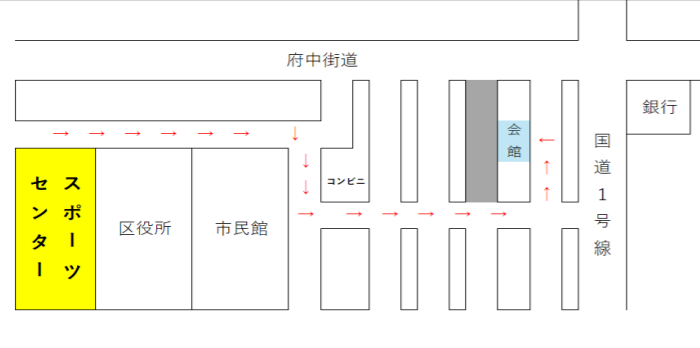 府中街道
銀行
会館
国道1号線
コンビニ
スポーツ
センター
区役所
市民館